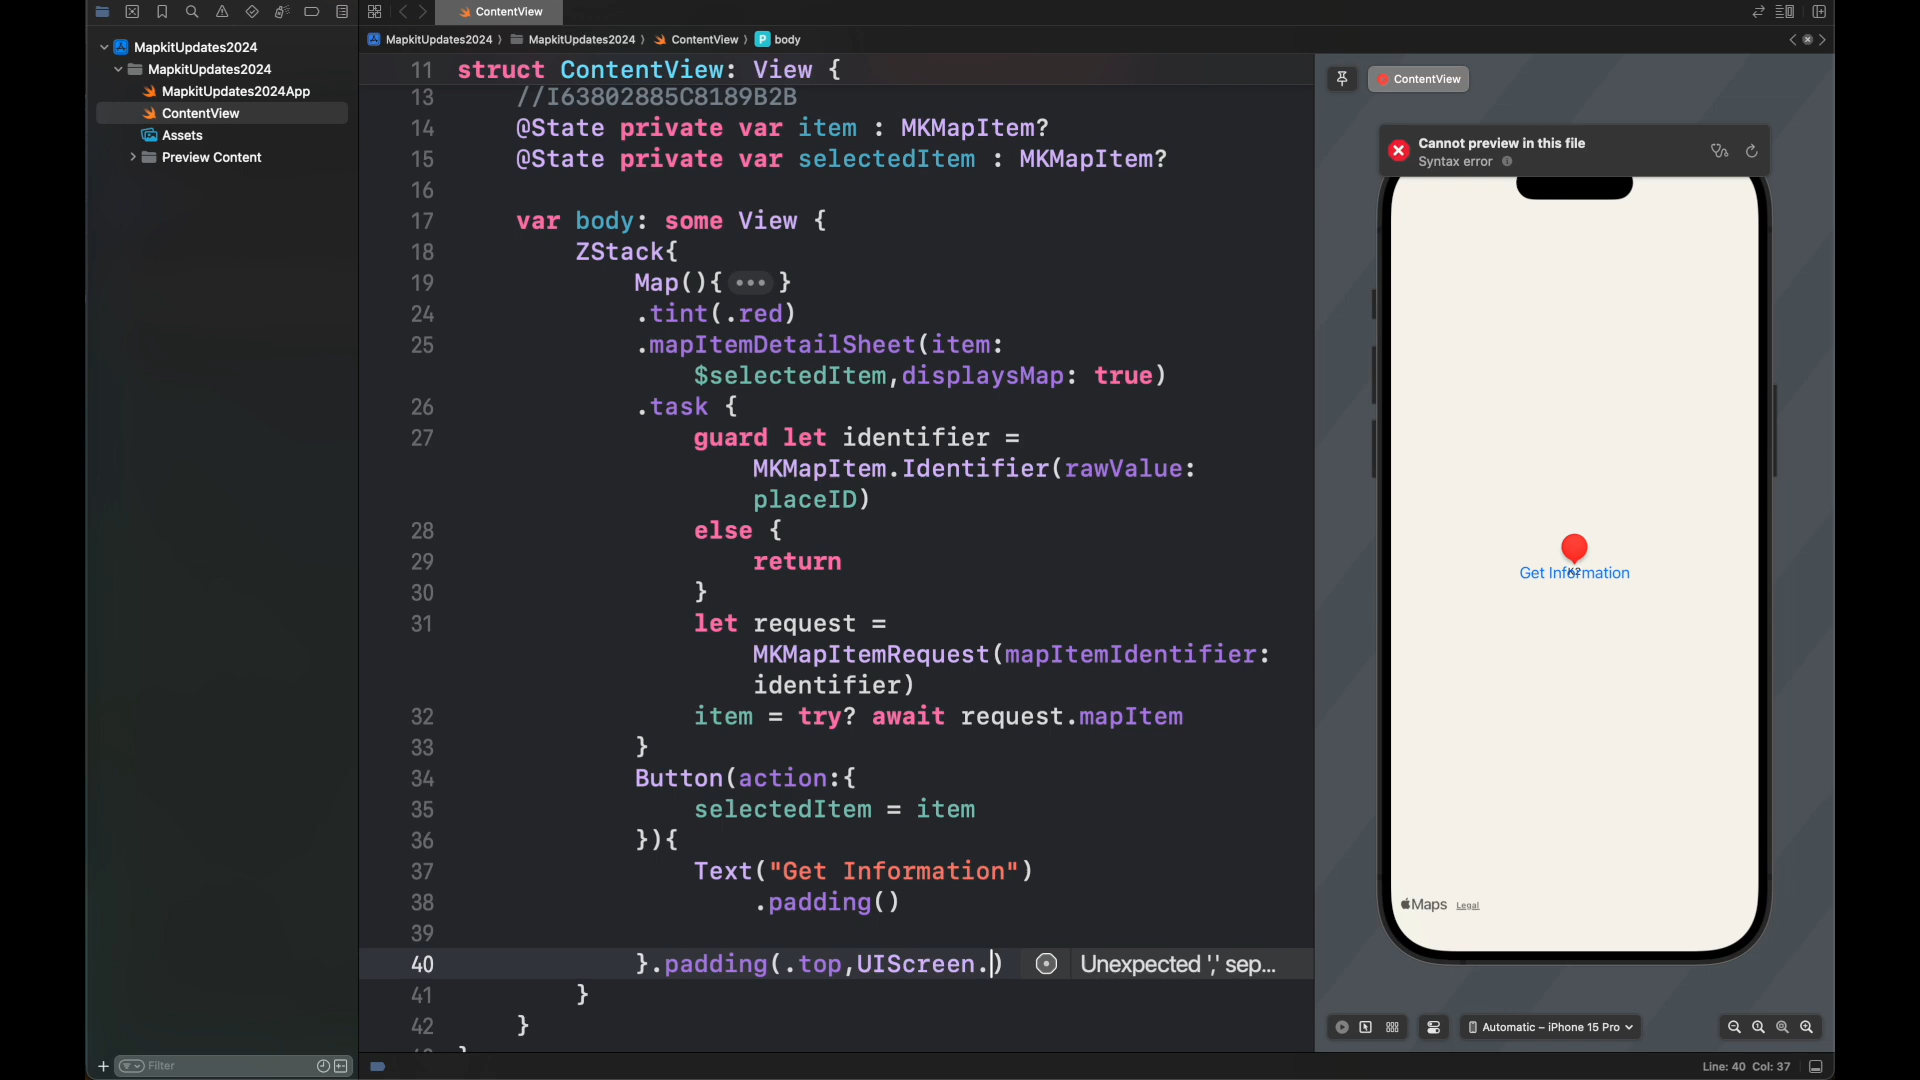 ContentView
MapkitUpdates2024
MapkitUpdates2024
MapkitUpdates2024App
ContentView
Assets
Preview Content
MapkitUpdates2024 〉 MapkitUpdates2024 〉 ContentView 〉 P body
11 struct ContentView: View {
13 //I63802885C8189B2B
14 @State private var item : MKMapItem?
15 @State private var selectedItem : MKMapItem?
16
17 var body: some View {
18 ZStack{
19 Map(){ ••• }
24 .tint(.red)
25 .mapItemDetailSheet(item:
$selectedItem,displaysMap: true)
26 .task {
27 guard let identifier =
MKMapItem.Identifier(rawValue:
placeID)
28 else {
29 return
30 }
31 let request =
MKMapItemRequest(mapItemIdentifier:
identifier)
32 item = try? await request.mapItem
33 }
34 Button(action:{
35 selectedItem = item
36 }){
37 Text("Get Information")
38 .padding()
39
40 }.padding(.top,UIScreen.) Unexpected ',' sep...
41 }
42 }
ContentView
Cannot preview in this file
Syntax error
K2
Get Information
Maps Legal
Automatic – iPhone 15 Pro
Filter
Line: 40 Col: 37